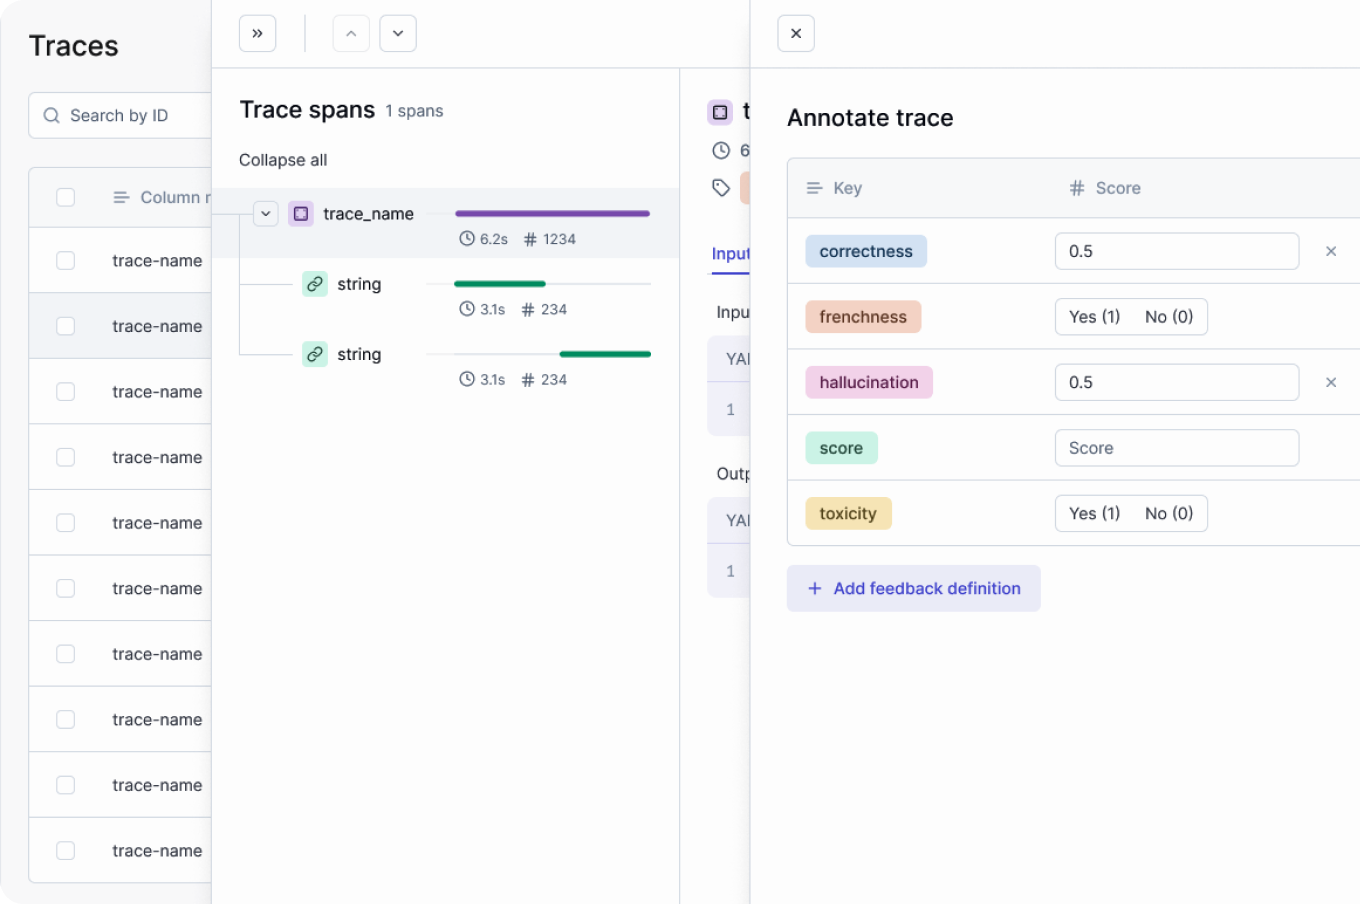 Traces
Search by ID
Column
trace-name
trace-name
trace-name
trace-name
trace-name
trace-name
trace-name
trace-name
trace-name
trace-name
Trace spans 1 spans
Collapse all
trace_name
6.2s # 1234
string
3.1s # 234
string
3.1s # 234
t
6
Input
Inpu
YA
1
Outp
YA
1
Annotate trace
Key # Score
correctness 0.5
frenchness Yes (1) No (0)
hallucination 0.5
score Score
toxicity Yes (1) No (0)
+ Add feedback definition